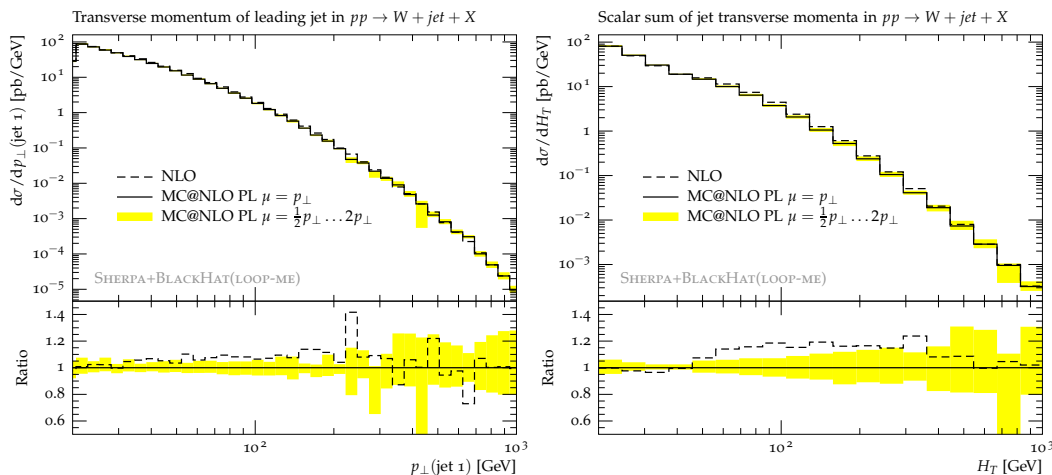 Transverse momentum of leading jet in pp → W + jet + X
dσ/dp⊥(jet 1) [pb/GeV]
10²
10¹
1
10⁻¹
10⁻²
10⁻³
10⁻⁴
10⁻⁵
NLO
MC@NLO PL μ = p⊥
MC@NLO PL μ = ½p⊥ … 2p⊥
SHERPA+BLACKHAT(LOOP-ME)
Ratio
1.4
1.2
1
0.8
0.6
10²
10³
p⊥(jet 1) [GeV]
Scalar sum of jet transverse momenta in pp → W + jet + X
dσ/dH_T [pb/GeV]
10²
10¹
1
10⁻¹
10⁻²
10⁻³
NLO
MC@NLO PL μ = p⊥
MC@NLO PL μ = ½p⊥ … 2p⊥
SHERPA+BLACKHAT(LOOP-ME)
Ratio
1.4
1.2
1
0.8
0.6
10²
10³
H_T [GeV]